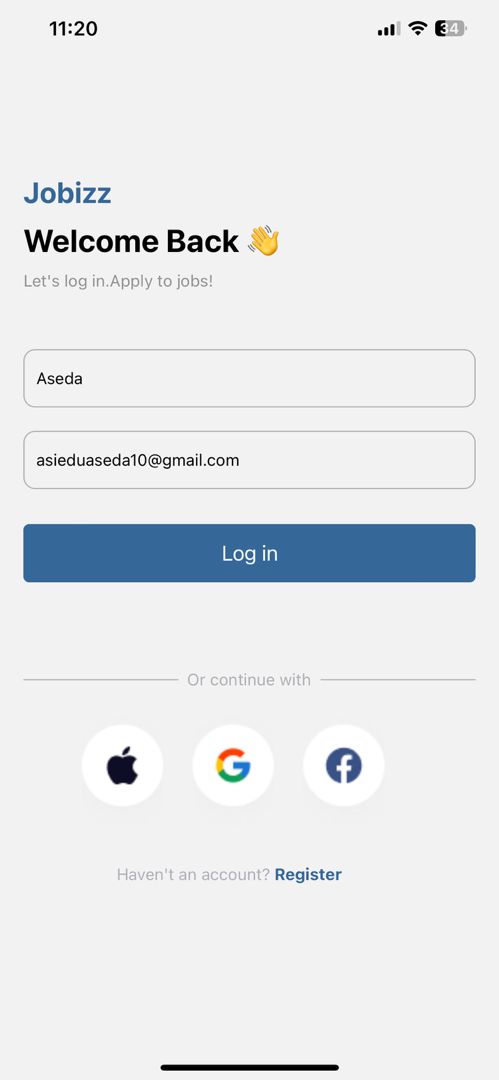 11:20
34
Jobizz
Welcome Back 👋
Let's log in.Apply to jobs!
Aseda
asieduaseda10@gmail.com
Log in
Or continue with
Haven't an account? Register